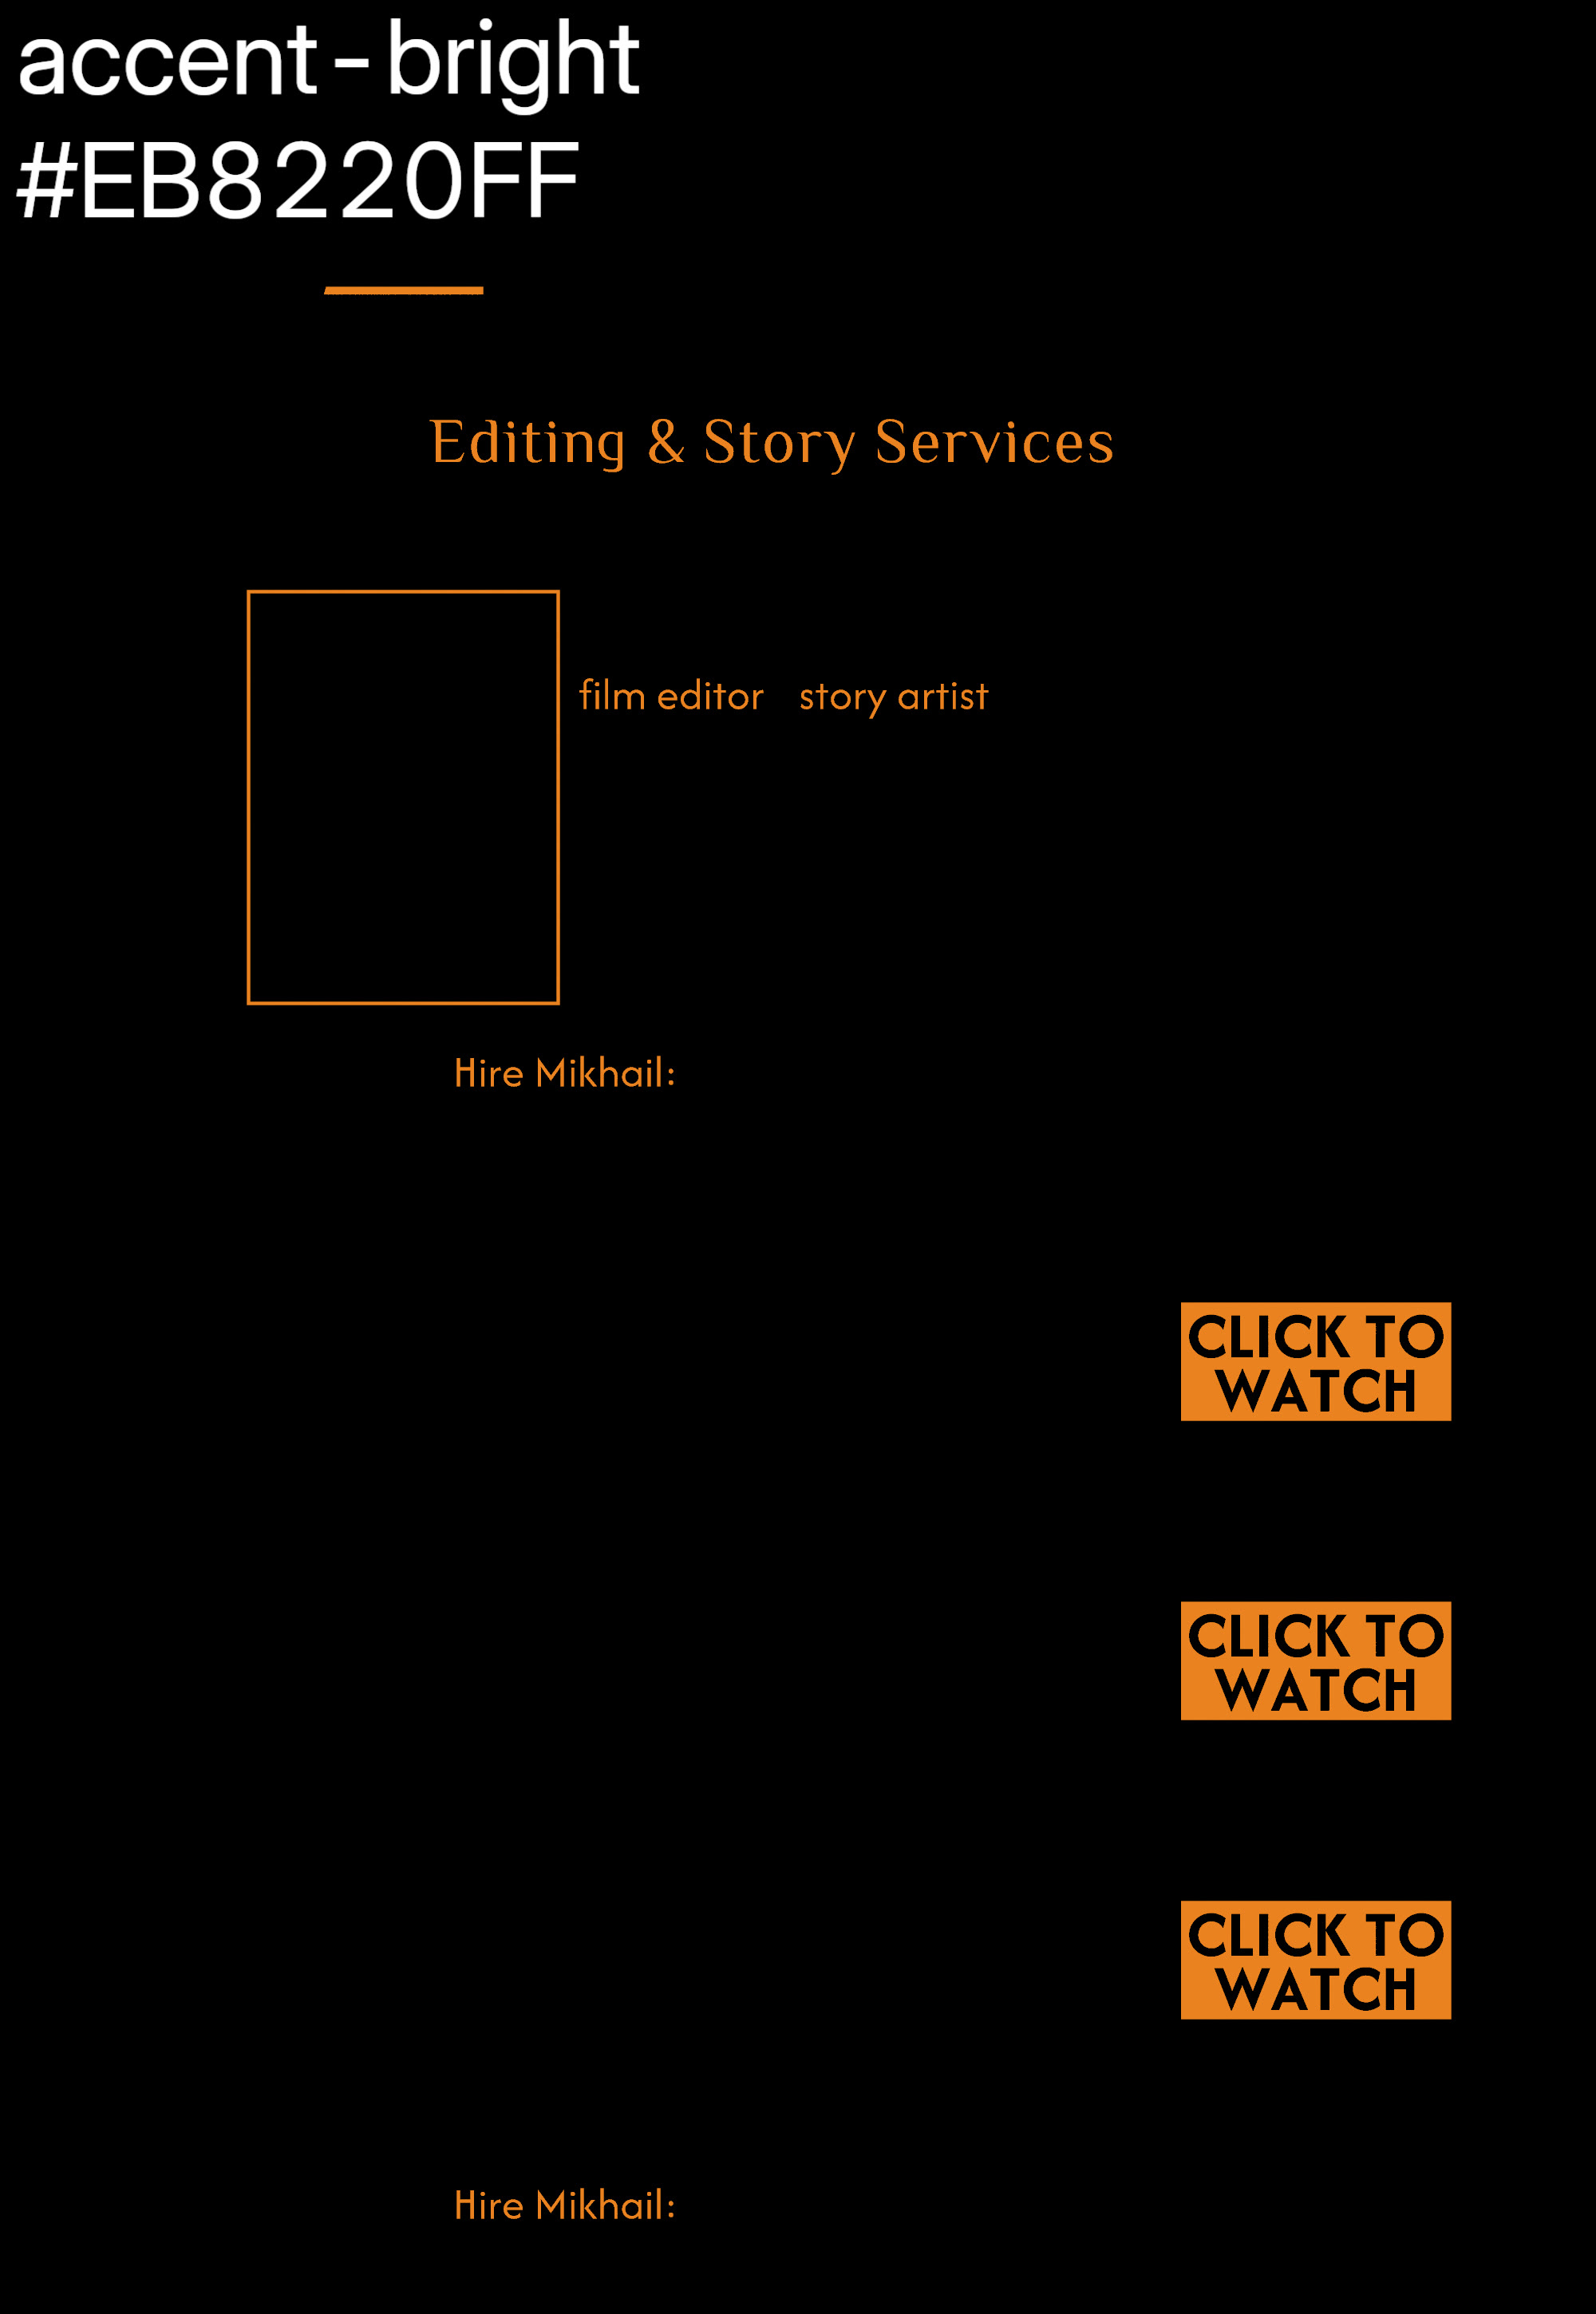 accent-bright
#EB8220FF
Editing & Story Services
film editor story artist
Hire Mikhail:
CLICK TO
WATCH
CLICK TO
WATCH
CLICK TO
WATCH
Hire Mikhail: